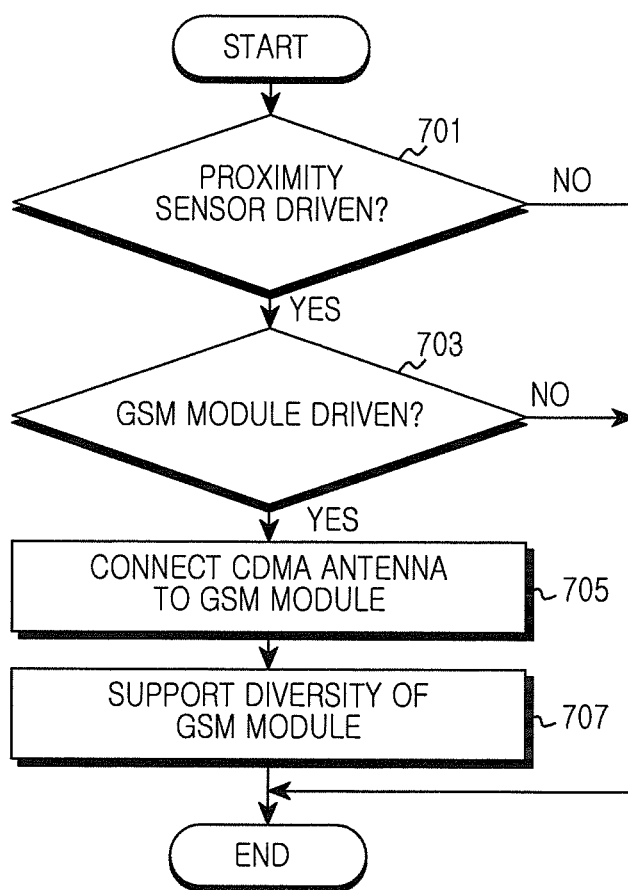 START
701
PROXIMITY
SENSOR DRIVEN?
NO
YES
703
GSM MODULE DRIVEN?
NO
YES
CONNECT CDMA ANTENNA
TO GSM MODULE
705
SUPPORT DIVERSITY OF
GSM MODULE
707
END